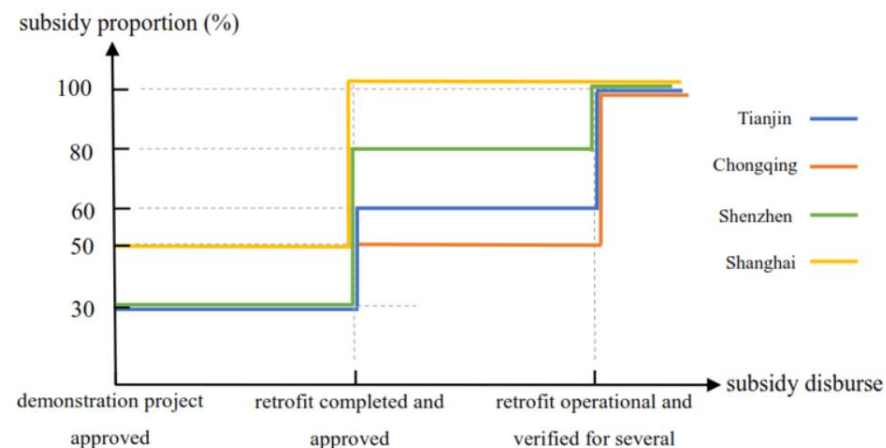 subsidy proportion (%)
100
80
60
50
30
Tianjin
Chongqing
Shenzhen
Shanghai
subsidy disburse
demonstration project
approved
retrofit completed and
approved
retrofit operational and
verified for several